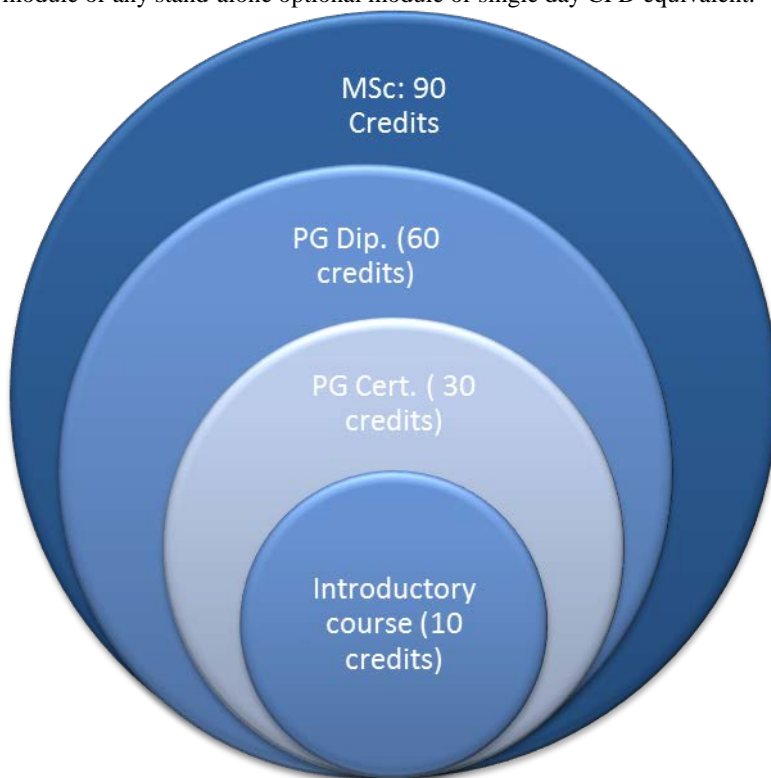 module or any stand-alone optional module or single day CPD equivalent.
MSc: 90
Credits
PG Dip. (60
credits)
PG Cert. ( 30
credits)
Introductory
course (10
credits)